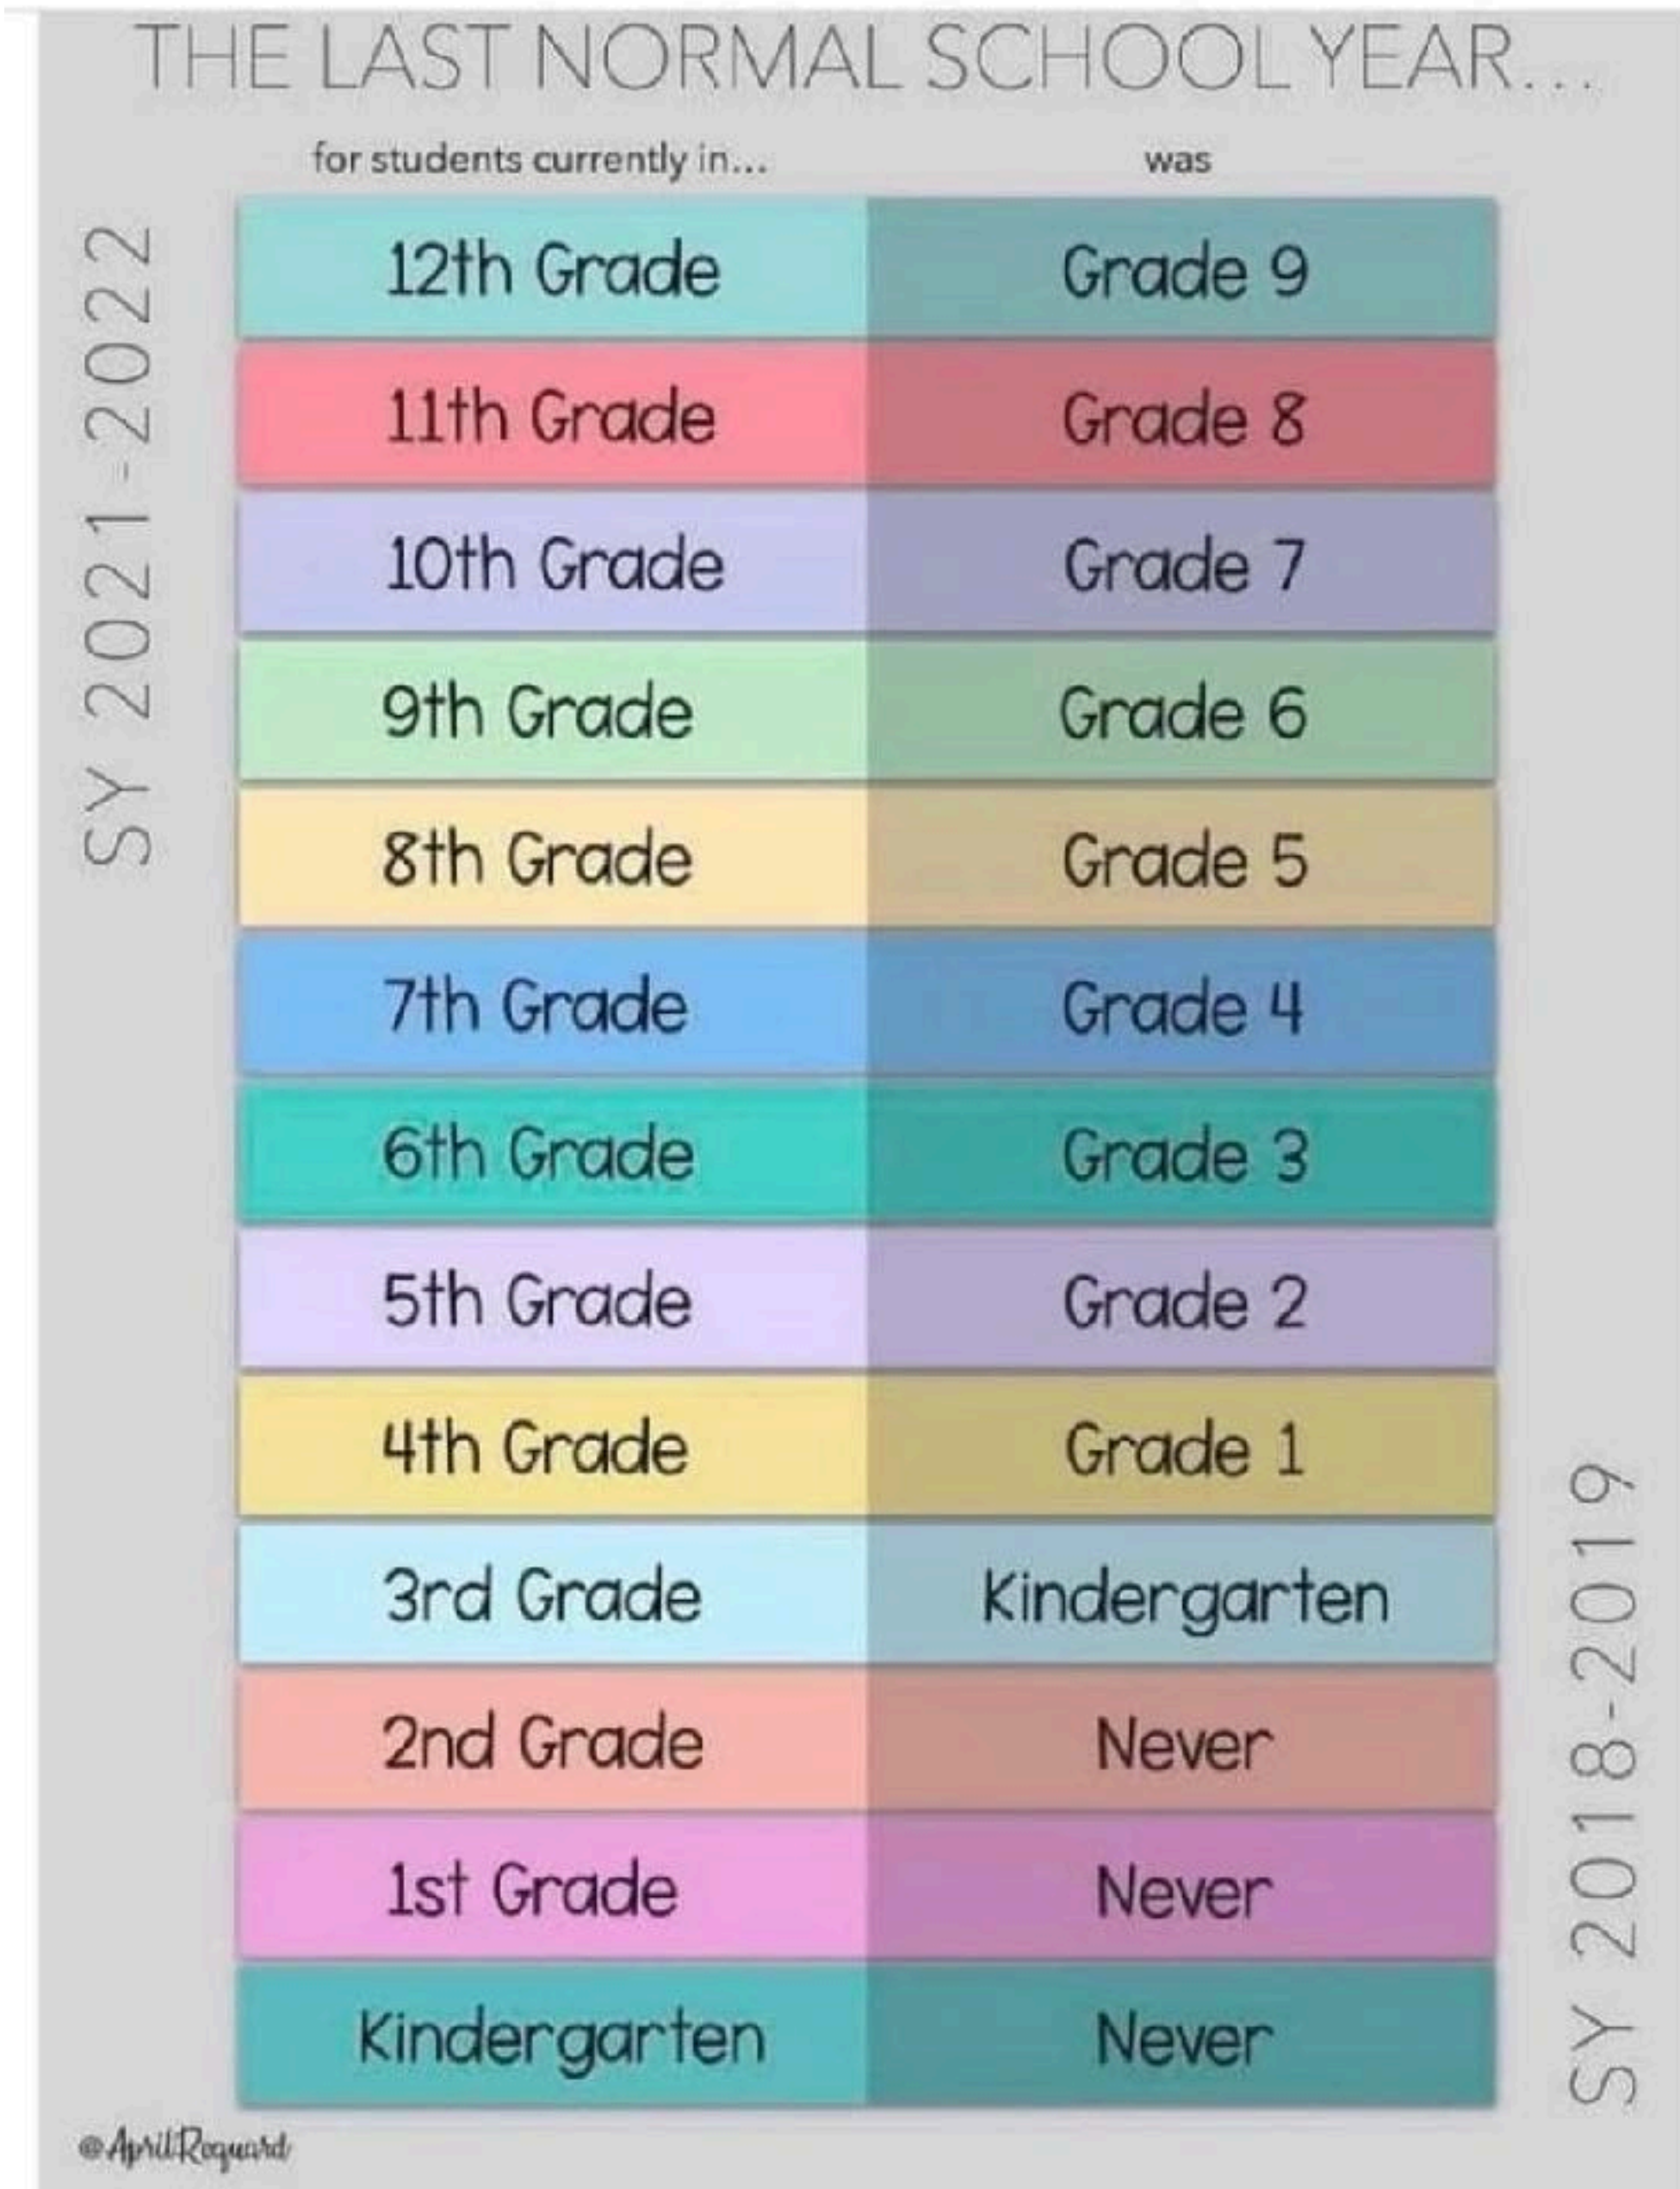 THE LAST NORMAL SCHOOL YEAR...
for students currently in... was
SY 2021-2022
12th Grade Grade 9
11th Grade Grade 8
10th Grade Grade 7
9th Grade Grade 6
8th Grade Grade 5
7th Grade Grade 4
6th Grade Grade 3
5th Grade Grade 2
4th Grade Grade 1
3rd Grade Kindergarten
2nd Grade Never
1st Grade Never
Kindergarten Never
SY 2018-2019
@AprilRequard